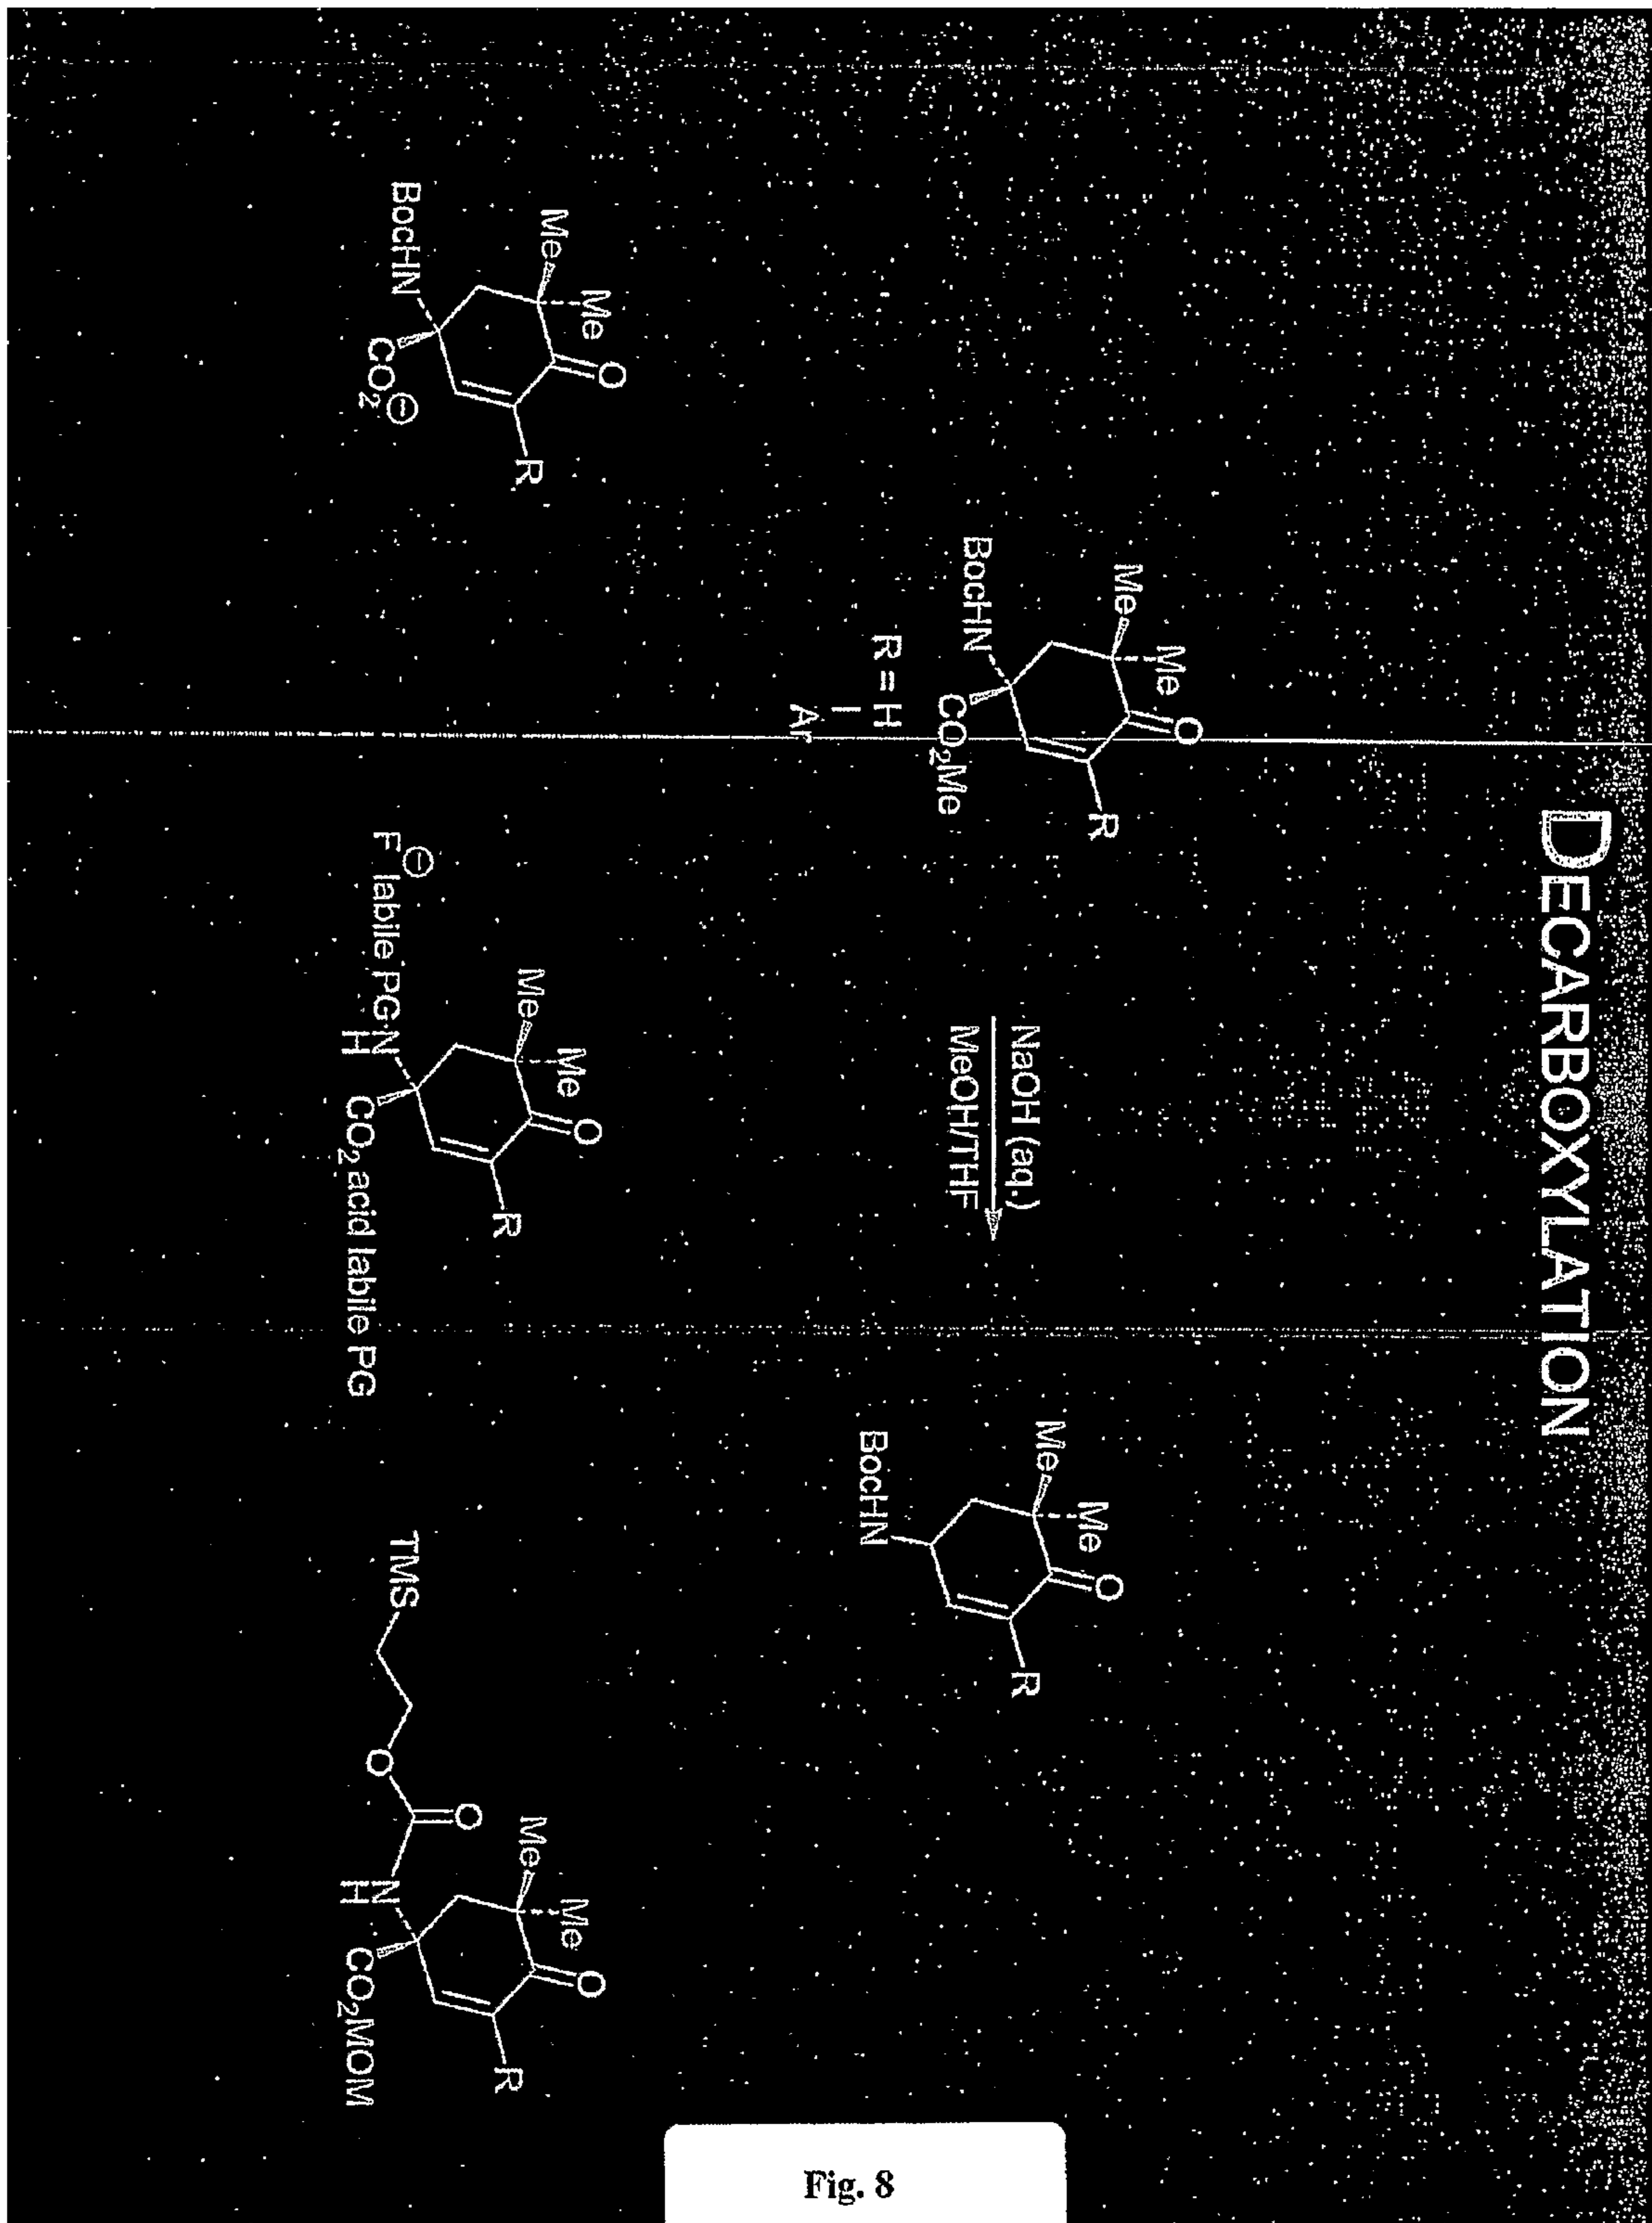 DECARBOXYLATION
Me
Me
O
R
BocHN
CO2Me
R = H
I
Ar
NaOH (aq.)
MeOH/THF
Me
Me
O
R
BocHN
Me
Me
O
R
BocHN
CO2⊖
Me
Me
O
R
F⊖ labile PG
N
H
CO2 acid labile PG
TMS
O
O
N
H
Me
Me
O
R
CO2MOM
Fig. 8